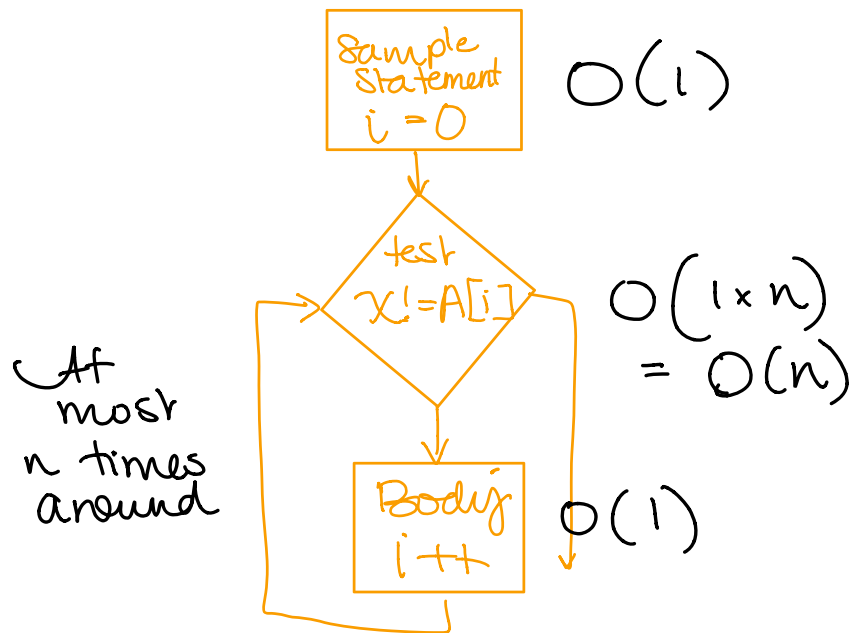 Sample
Statement
i = 0
O(1)
test
x != A[i]
O(1 × n)
= O(n)
At
most
n times
around
Body
i++
O(1)